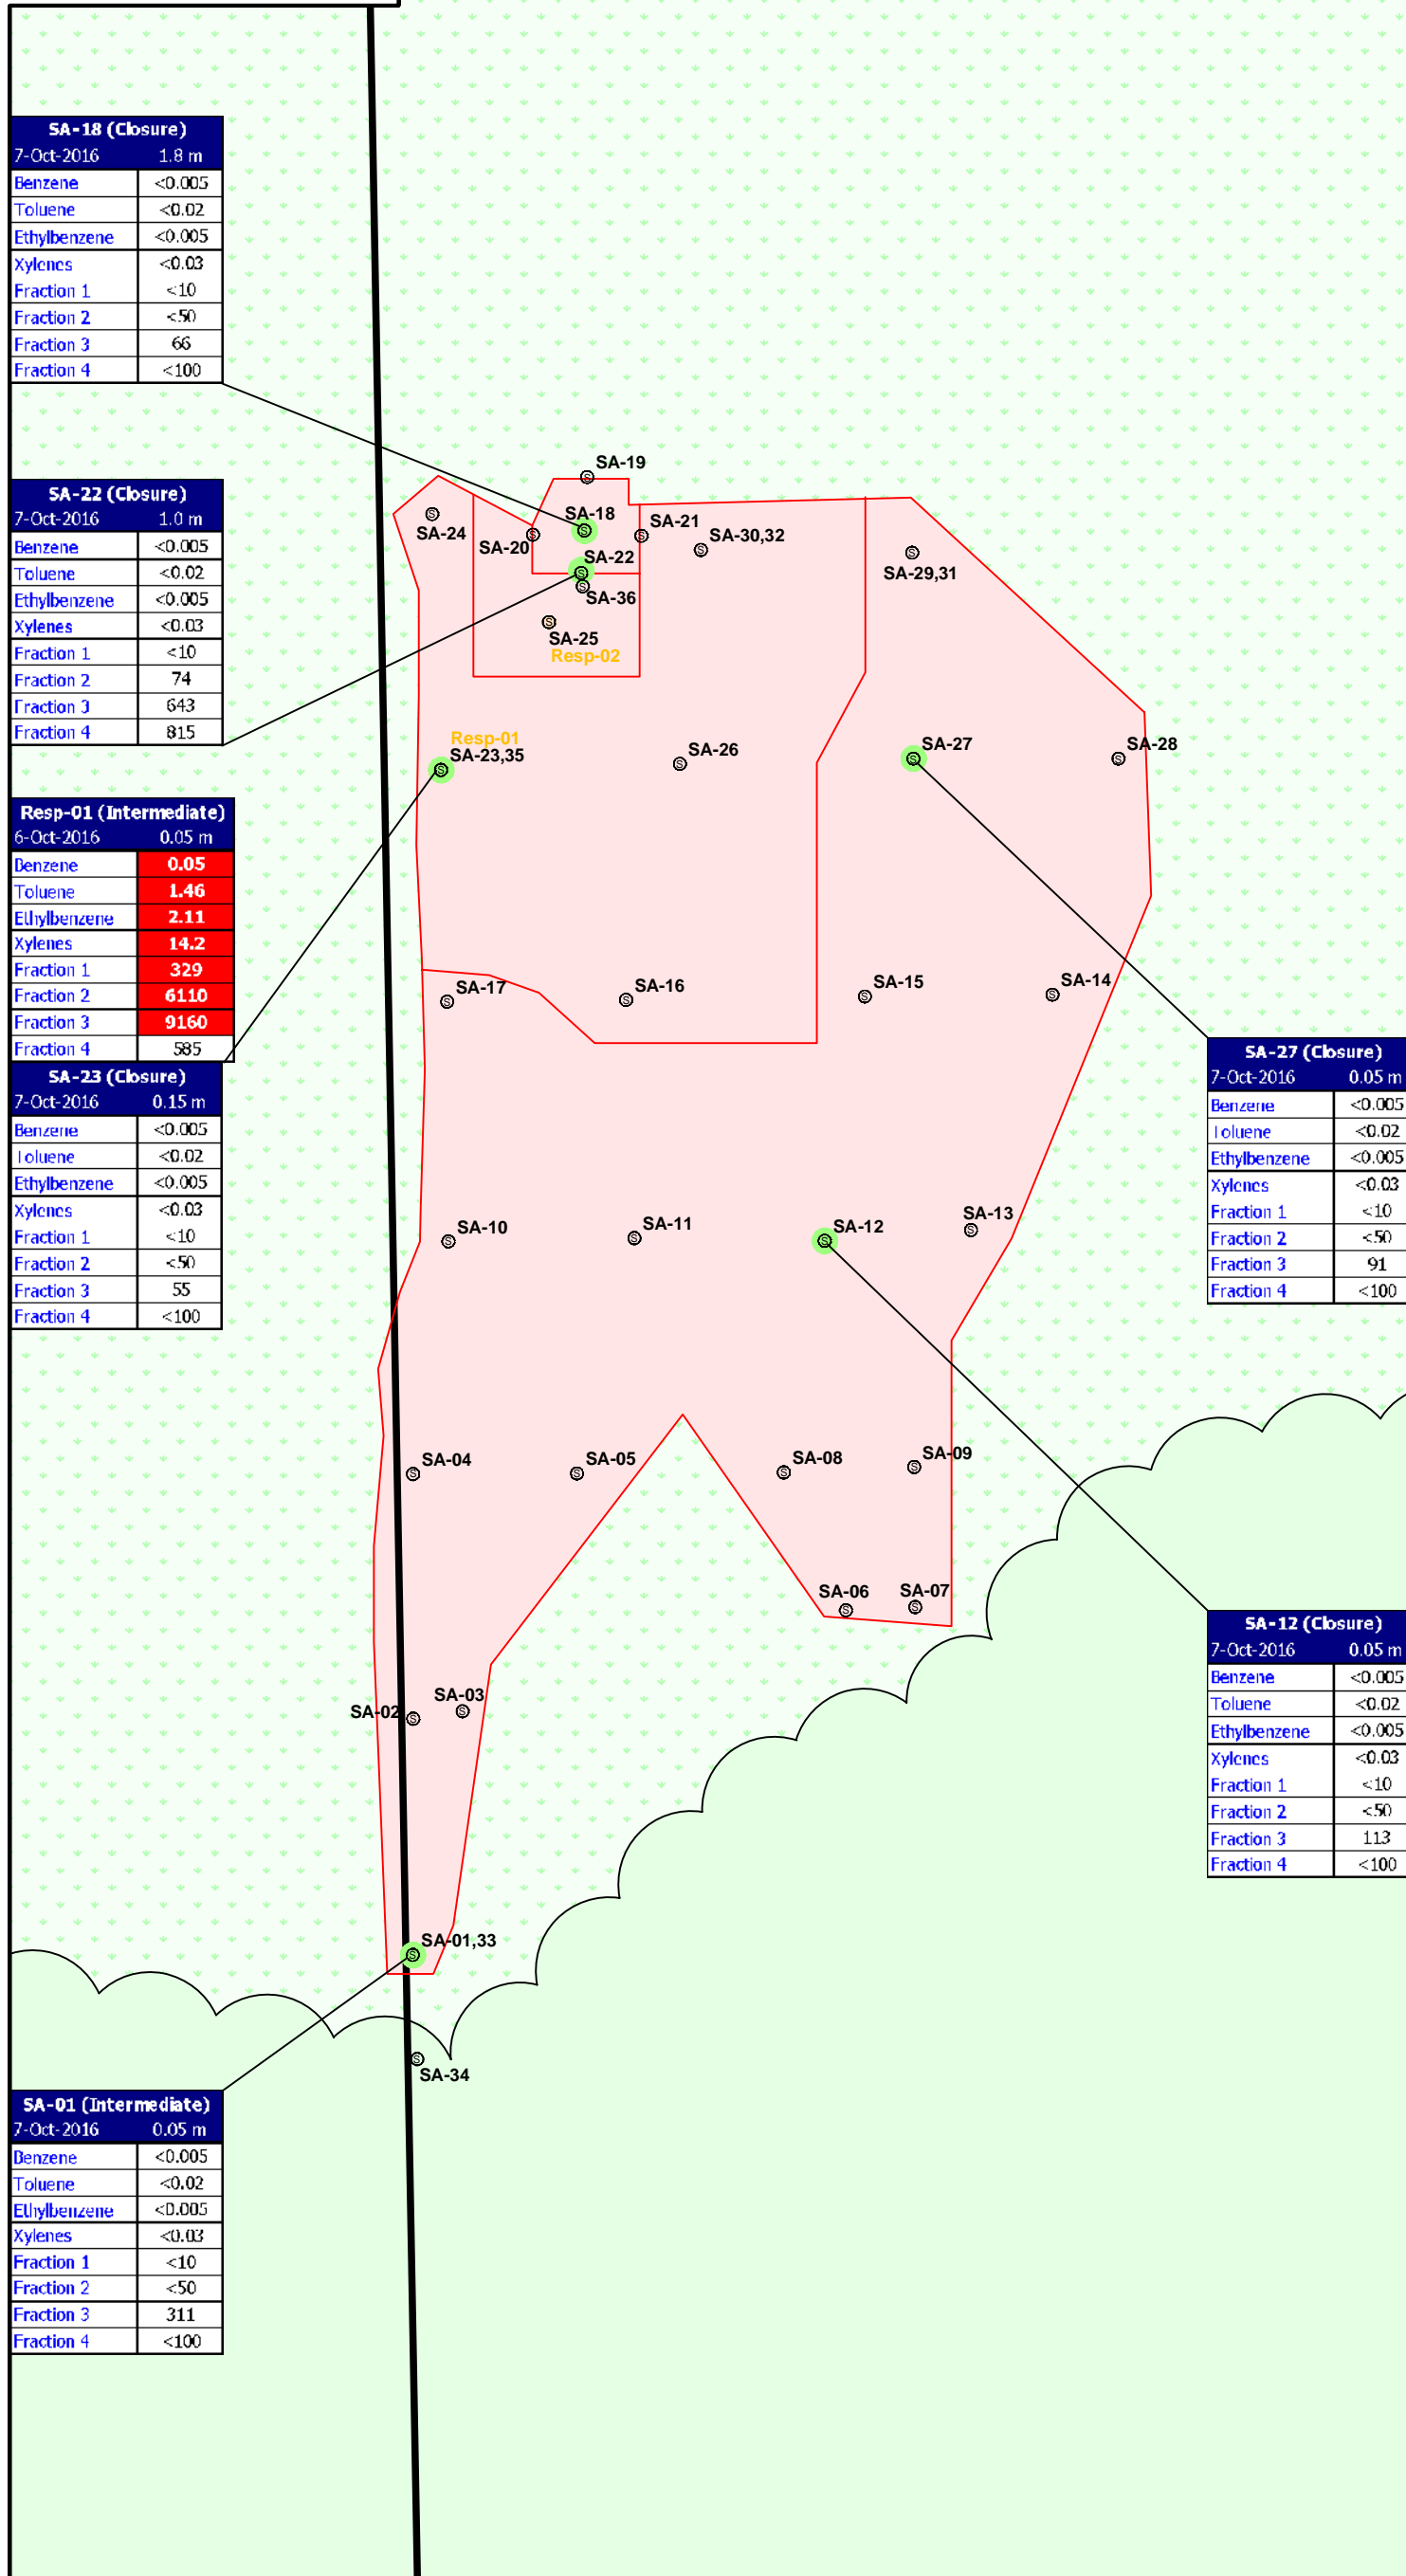 SA-18 (Closure)
7-Oct-2016 1.8 m
Benzene <0.005
Toluene <0.02
Ethylbenzene <0.005
Xylenes <0.03
Fraction 1 <10
Fraction 2 <50
Fraction 3 66
Fraction 4 <100
SA-22 (Closure)
7-Oct-2016 1.0 m
Benzene <0.005
Toluene <0.02
Ethylbenzene <0.005
Xylenes <0.03
Fraction 1 <10
Fraction 2 74
Fraction 3 643
Fraction 4 815
Resp-01 (Intermediate)
6-Oct-2016 0.05 m
Benzene 0.05
Toluene 1.46
Ethylbenzene 2.11
Xylenes 14.2
Fraction 1 329
Fraction 2 6110
Fraction 3 9160
Fraction 4 585
SA-23 (Closure)
7-Oct-2016 0.15 m
Benzene <0.005
Toluene <0.02
Ethylbenzene <0.005
Xylenes <0.03
Fraction 1 <10
Fraction 2 <50
Fraction 3 55
Fraction 4 <100
SA-01 (Intermediate)
7-Oct-2016 0.05 m
Benzene <0.005
Toluene <0.02
Ethylbenzene <0.005
Xylenes <0.03
Fraction 1 <10
Fraction 2 <50
Fraction 3 311
Fraction 4 <100
SA-19
SA-18
SA-21
SA-24
SA-20
SA-30,32
SA-22
SA-29,31
SA-36
SA-25
Resp-02
Resp-01
SA-23,35
SA-26
SA-27
SA-28
SA-17
SA-16
SA-15
SA-14
SA-10
SA-11
SA-12
SA-13
SA-04
SA-05
SA-08
SA-09
SA-06
SA-07
SA-02
SA-03
SA-01,33
SA-34
SA-27 (Closure)
7-Oct-2016 0.05 m
Benzene <0.005
Toluene <0.02
Ethylbenzene <0.005
Xylenes <0.03
Fraction 1 <10
Fraction 2 <50
Fraction 3 91
Fraction 4 <100
SA-12 (Closure)
7-Oct-2016 0.05 m
Benzene <0.005
Toluene <0.02
Ethylbenzene <0.005
Xylenes <0.03
Fraction 1 <10
Fraction 2 <50
Fraction 3 113
Fraction 4 <100